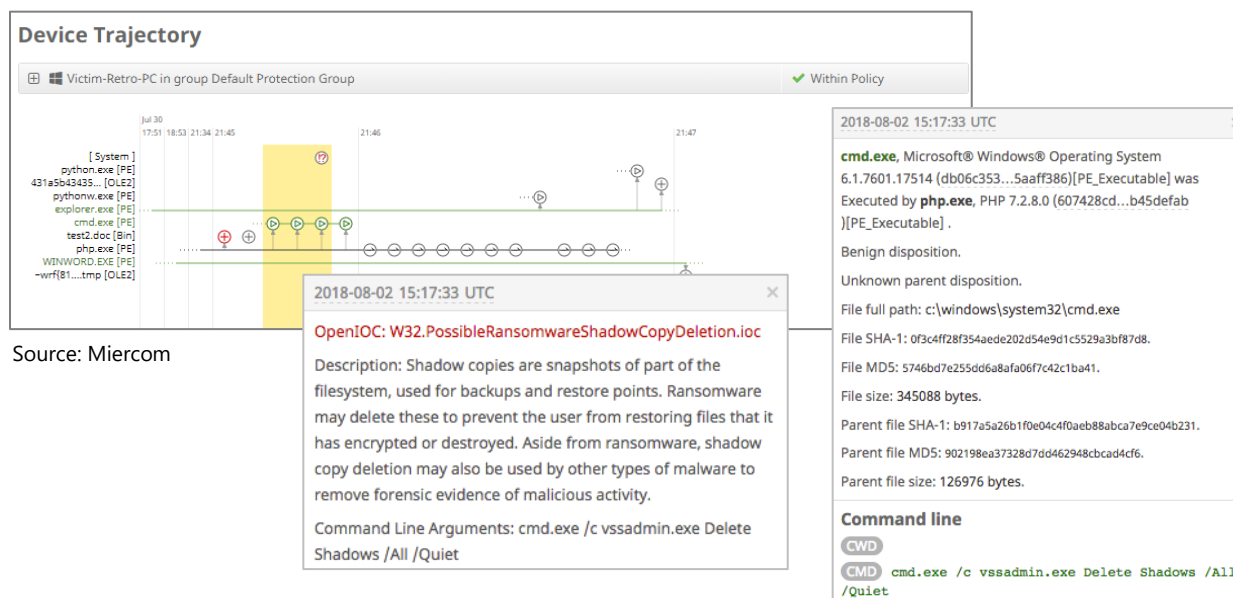 Device Trajectory
Victim-Retro-PC in group Default Protection Group
Within Policy
Jul 30
17:51 18:53 21:34 21:45 21:46 21:47
[ System ]
python.exe [PE]
431a5b43435... [OLE2]
pythonw.exe [PE]
explorer.exe [PE]
cmd.exe [PE]
test2.doc [Bin]
php.exe [PE]
WINWORD.EXE [PE]
~wrf{81....tmp [OLE2]
Source: Miercom
2018-08-02 15:17:33 UTC
OpenIOC: W32.PossibleRansomwareShadowCopyDeletion.ioc
Description: Shadow copies are snapshots of part of the
filesystem, used for backups and restore points. Ransomware
may delete these to prevent the user from restoring files that it
has encrypted or destroyed. Aside from ransomware, shadow
copy deletion may also be used by other types of malware to
remove forensic evidence of malicious activity.
Command Line Arguments: cmd.exe /c vssadmin.exe Delete
Shadows /All /Quiet
2018-08-02 15:17:33 UTC
cmd.exe, Microsoft® Windows® Operating System
6.1.7601.17514 (db06c353...5aaff386)[PE_Executable] was
Executed by php.exe, PHP 7.2.8.0 (607428cd...b45defab
)[PE_Executable] .
Benign disposition.
Unknown parent disposition.
File full path: c:\windows\system32\cmd.exe
File SHA-1: 0f3c4ff28f354aede202d54e9d1c5529a3bf87d8.
File MD5: 5746bd7e255dd6a8afa06f7c42c1ba41.
File size: 345088 bytes.
Parent file SHA-1: b917a5a26b1f0e04c4f0aeb88abca7e9ce04b231.
Parent file MD5: 902198ea37328d7dd462948cbcad4cf6.
Parent file size: 126976 bytes.
Command line
CWD
CMD cmd.exe /c vssadmin.exe Delete Shadows /All
/Quiet